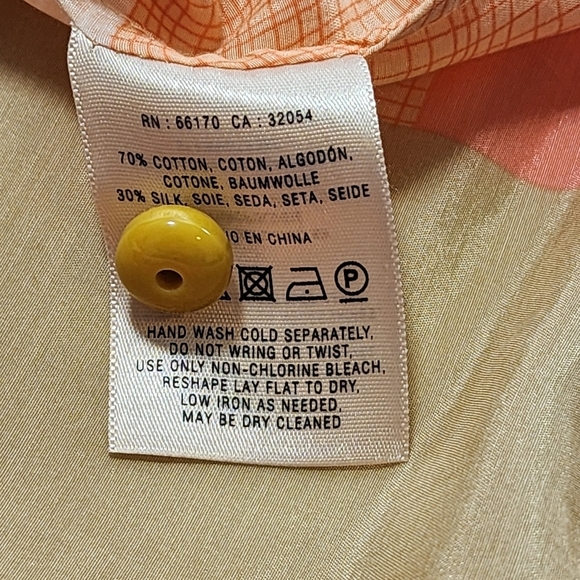 RN : 66170 CA : 32054
70% COTTON, COTON, ALGODÓN,
COTONE, BAUMWOLLE
30% SILK, SOIE, SEDA, SETA, SEIDE
EN CHINA
P
HAND WASH COLD SEPARATELY,
DO NOT WRING OR TWIST,
USE ONLY NON-CHLORINE BLEACH,
RESHAPE LAY FLAT TO DRY,
LOW IRON AS NEEDED,
MAY BE DRY CLEANED